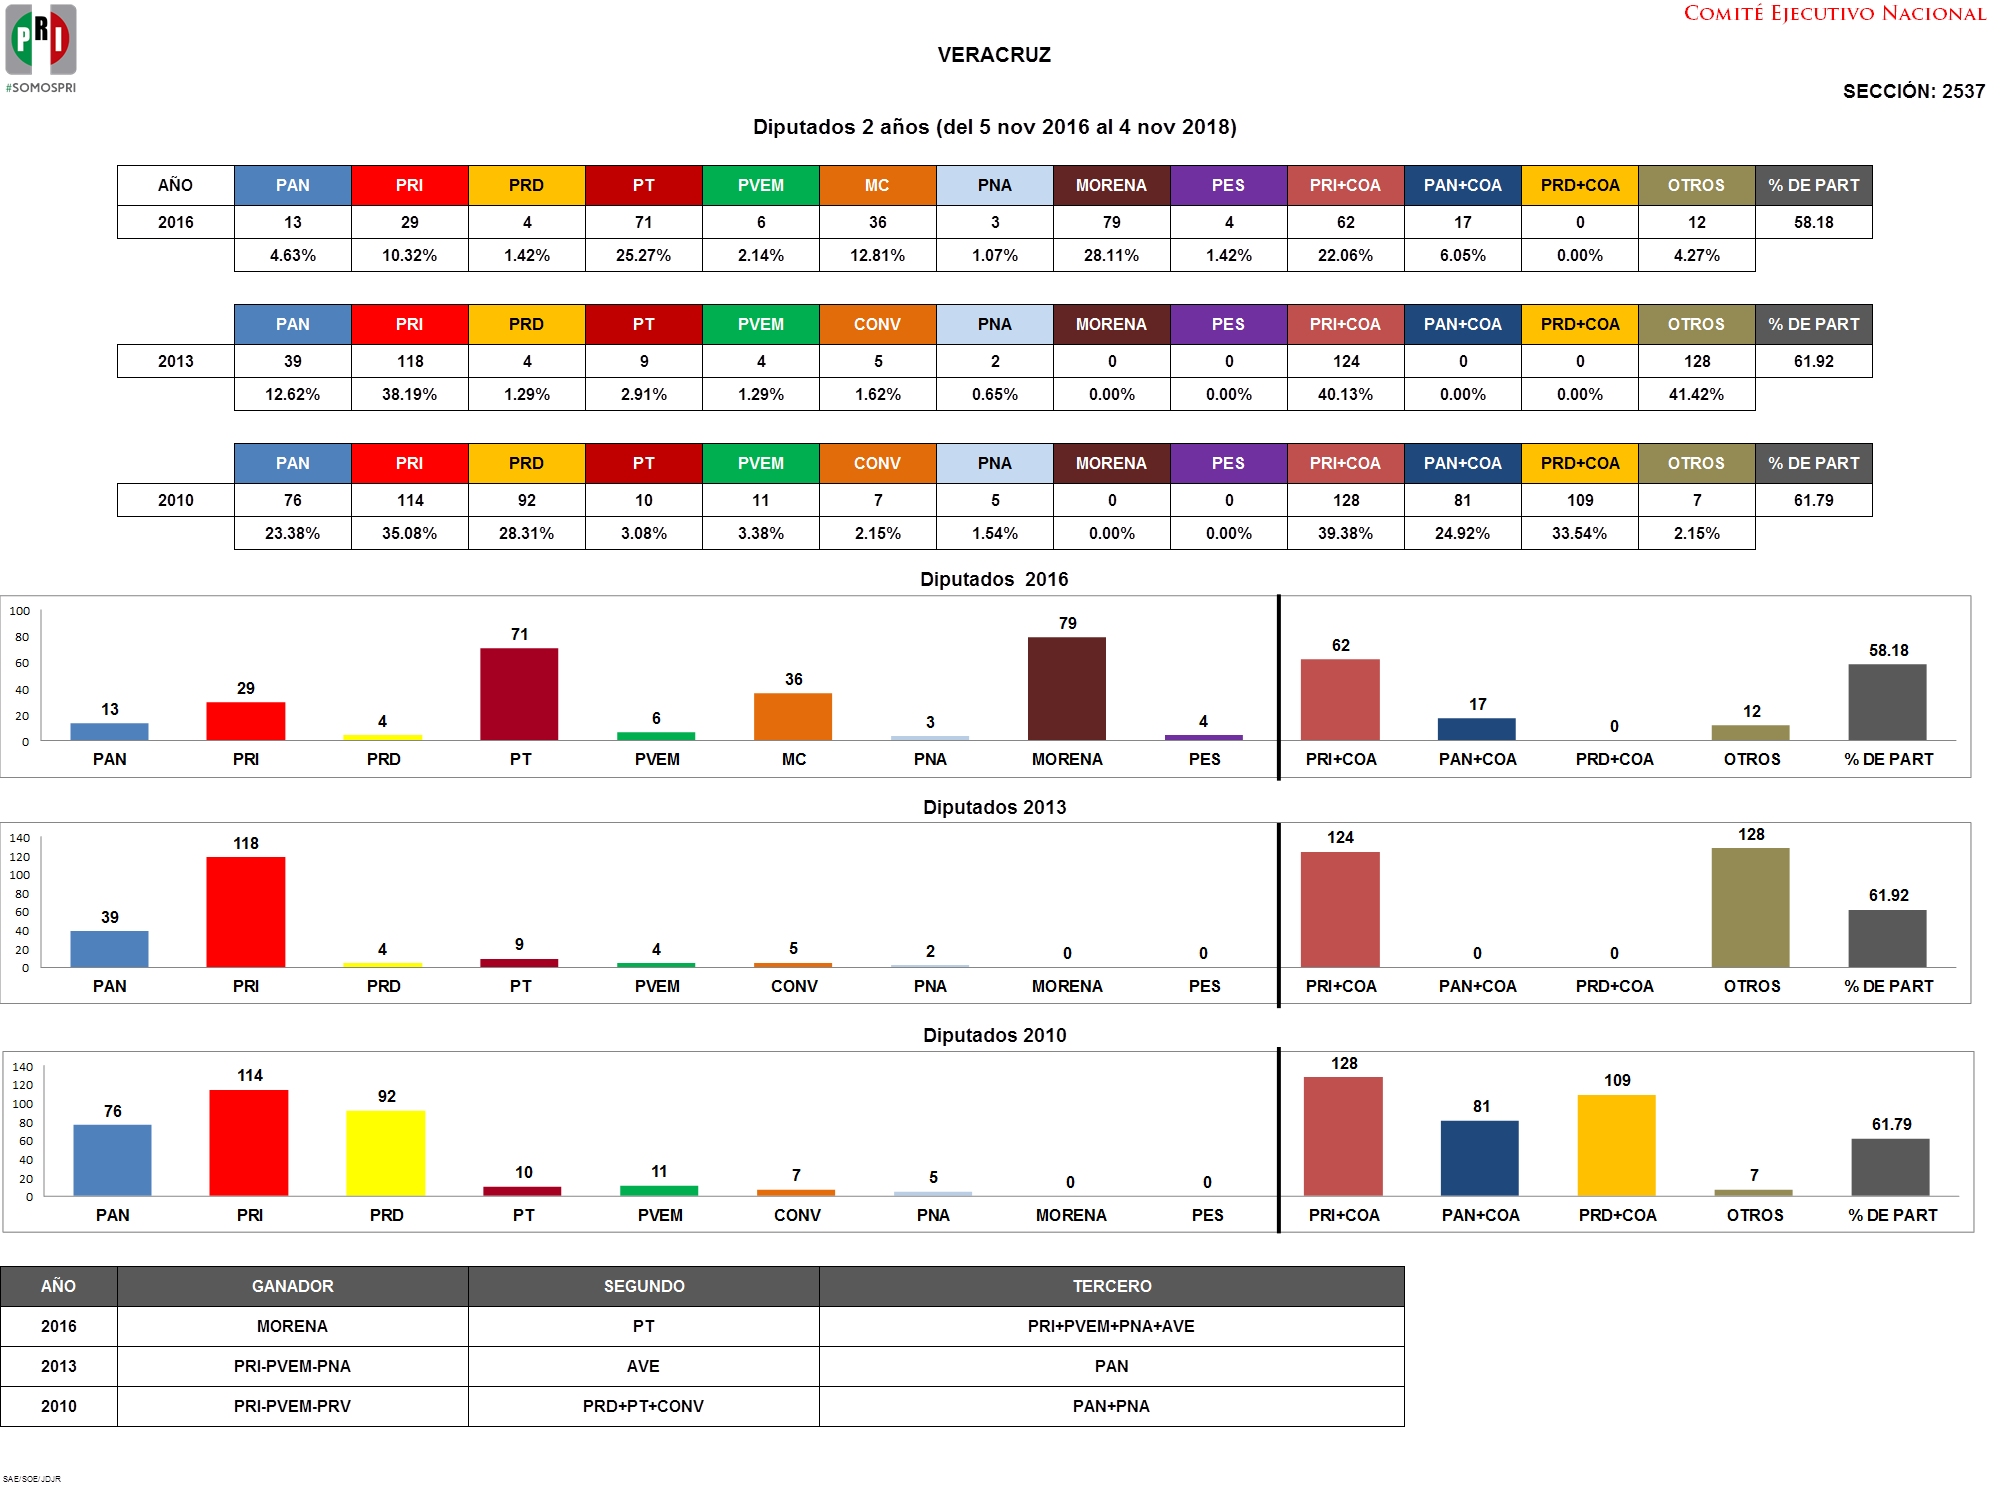 PRI
#SOMOSPRI
COMITÉ EJECUTIVO NACIONAL
VERACRUZ
SECCIÓN: 2537
Diputados 2 años (del 5 nov 2016 al 4 nov 2018)
AÑO PAN PRI PRD PT PVEM MC PNA MORENA PES PRI+COA PAN+COA PRD+COA OTROS % DE PART
2016 13 29 4 71 6 36 3 79 4 62 17 0 12 58.18
4.63% 10.32% 1.42% 25.27% 2.14% 12.81% 1.07% 28.11% 1.42% 22.06% 6.05% 0.00% 4.27%
PAN PRI PRD PT PVEM CONV PNA MORENA PES PRI+COA PAN+COA PRD+COA OTROS % DE PART
2013 39 118 4 9 4 5 2 0 0 124 0 0 128 61.92
12.62% 38.19% 1.29% 2.91% 1.29% 1.62% 0.65% 0.00% 0.00% 40.13% 0.00% 0.00% 41.42%
PAN PRI PRD PT PVEM CONV PNA MORENA PES PRI+COA PAN+COA PRD+COA OTROS % DE PART
2010 76 114 92 10 11 7 5 0 0 128 81 109 7 61.79
23.38% 35.08% 28.31% 3.08% 3.38% 2.15% 1.54% 0.00% 0.00% 39.38% 24.92% 33.54% 2.15%
Diputados 2016
100
80
60
40
20
0
13 29 4 71 6 36 3 79 4 62 17 0 12 58.18
PAN PRI PRD PT PVEM MC PNA MORENA PES PRI+COA PAN+COA PRD+COA OTROS % DE PART
Diputados 2013
140
120
100
80
60
40
20
0
39 118 4 9 4 5 2 0 0 124 0 0 128 61.92
PAN PRI PRD PT PVEM CONV PNA MORENA PES PRI+COA PAN+COA PRD+COA OTROS % DE PART
Diputados 2010
140
120
100
80
60
40
20
0
76 114 92 10 11 7 5 0 0 128 81 109 7 61.79
PAN PRI PRD PT PVEM CONV PNA MORENA PES PRI+COA PAN+COA PRD+COA OTROS % DE PART
AÑO GANADOR SEGUNDO TERCERO
2016 MORENA PT PRI+PVEM+PNA+AVE
2013 PRI-PVEM-PNA AVE PAN
2010 PRI-PVEM-PRV PRD+PT+CONV PAN+PNA
SAE/SOE/JDJR